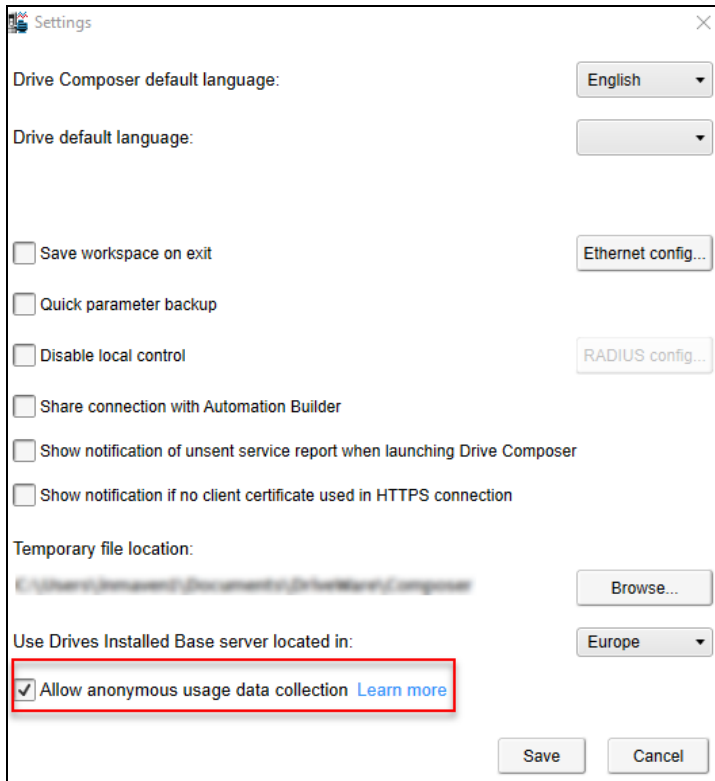 Settings
Drive Composer default language:
English
Drive default language:
Save workspace on exit
Ethernet config...
Quick parameter backup
Disable local control
RADIUS config...
Share connection with Automation Builder
Show notification of unsent service report when launching Drive Composer
Show notification if no client certificate used in HTTPS connection
Temporary file location:
Browse...
Use Drives Installed Base server located in:
Europe
Allow anonymous usage data collection Learn more
Save
Cancel